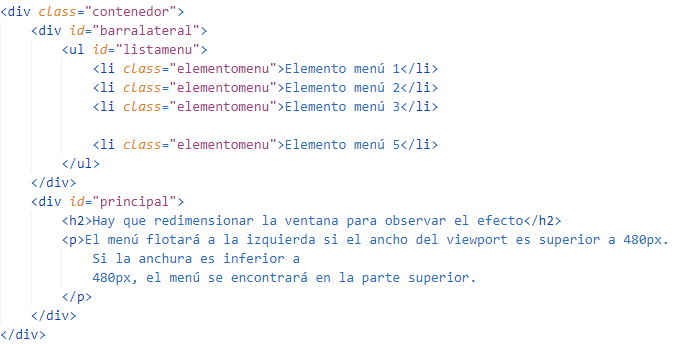 <div class="contenedor">
    <div id="barralateral">
        <ul id="listamenu">
            <li class="elementomenu">Elemento menú 1</li>
            <li class="elementomenu">Elemento menú 2</li>
            <li class="elementomenu">Elemento menú 3</li>

            <li class="elementomenu">Elemento menú 5</li>
        </ul>
    </div>
    <div id="principal">
        <h2>Hay que redimensionar la ventana para observar el efecto</h2>
        <p>El menú flotará a la izquierda si el ancho del viewport es superior a 480px.
            Si la anchura es inferior a
            480px, el menú se encontrará en la parte superior.
        </p>
    </div>
</div>